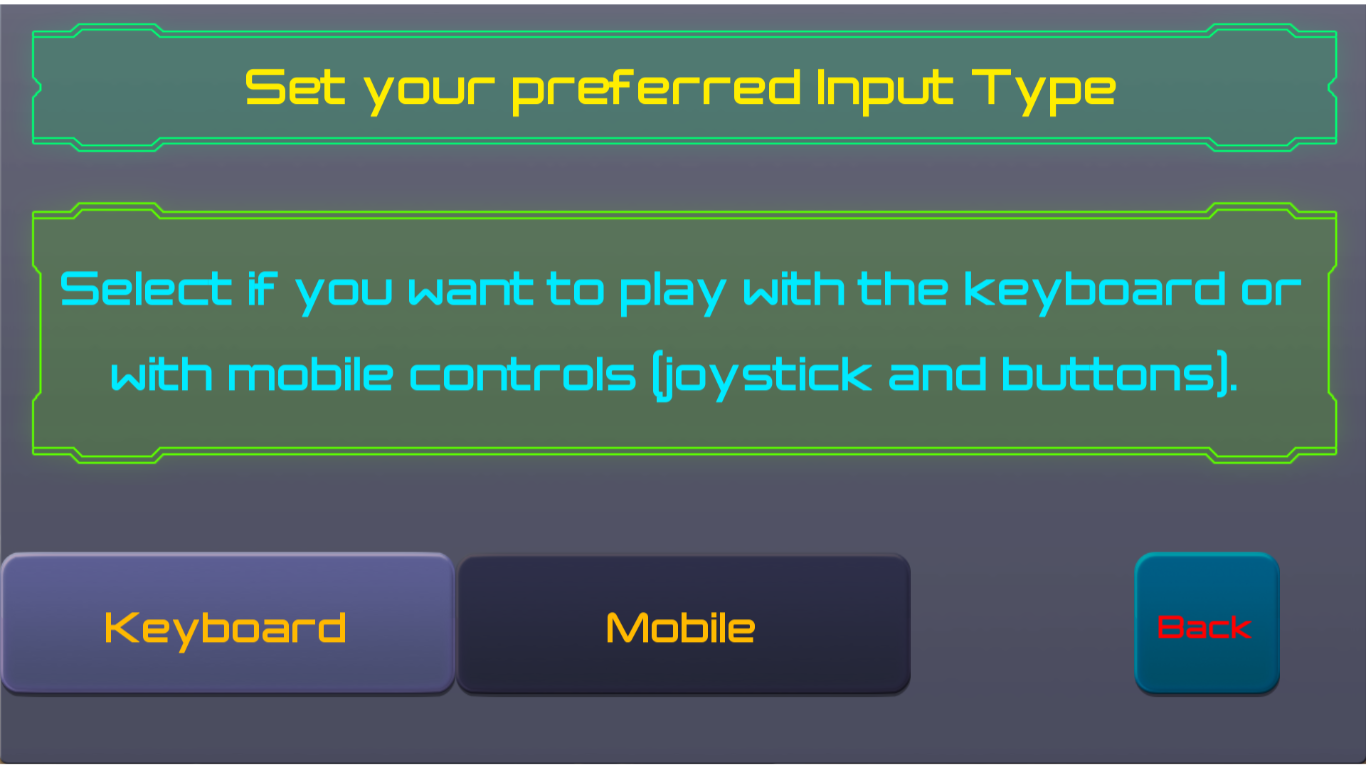 Set your preferred Input Type
Select if you want to play with the keyboard or
with mobile controls (joystick and buttons).
Keyboard
Mobile
Back